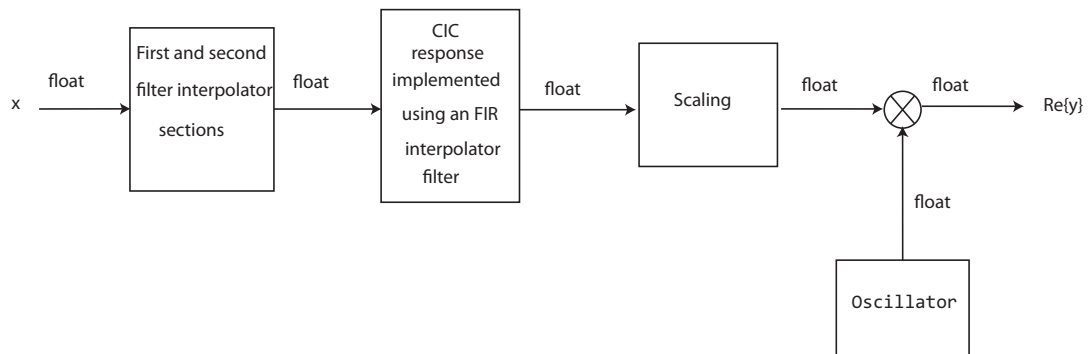 x
float
First and second
filter interpolator
sections
float
CIC
response
implemented
using an FIR
interpolator
filter
float
Scaling
float
float
Re{y}
float
Oscillator